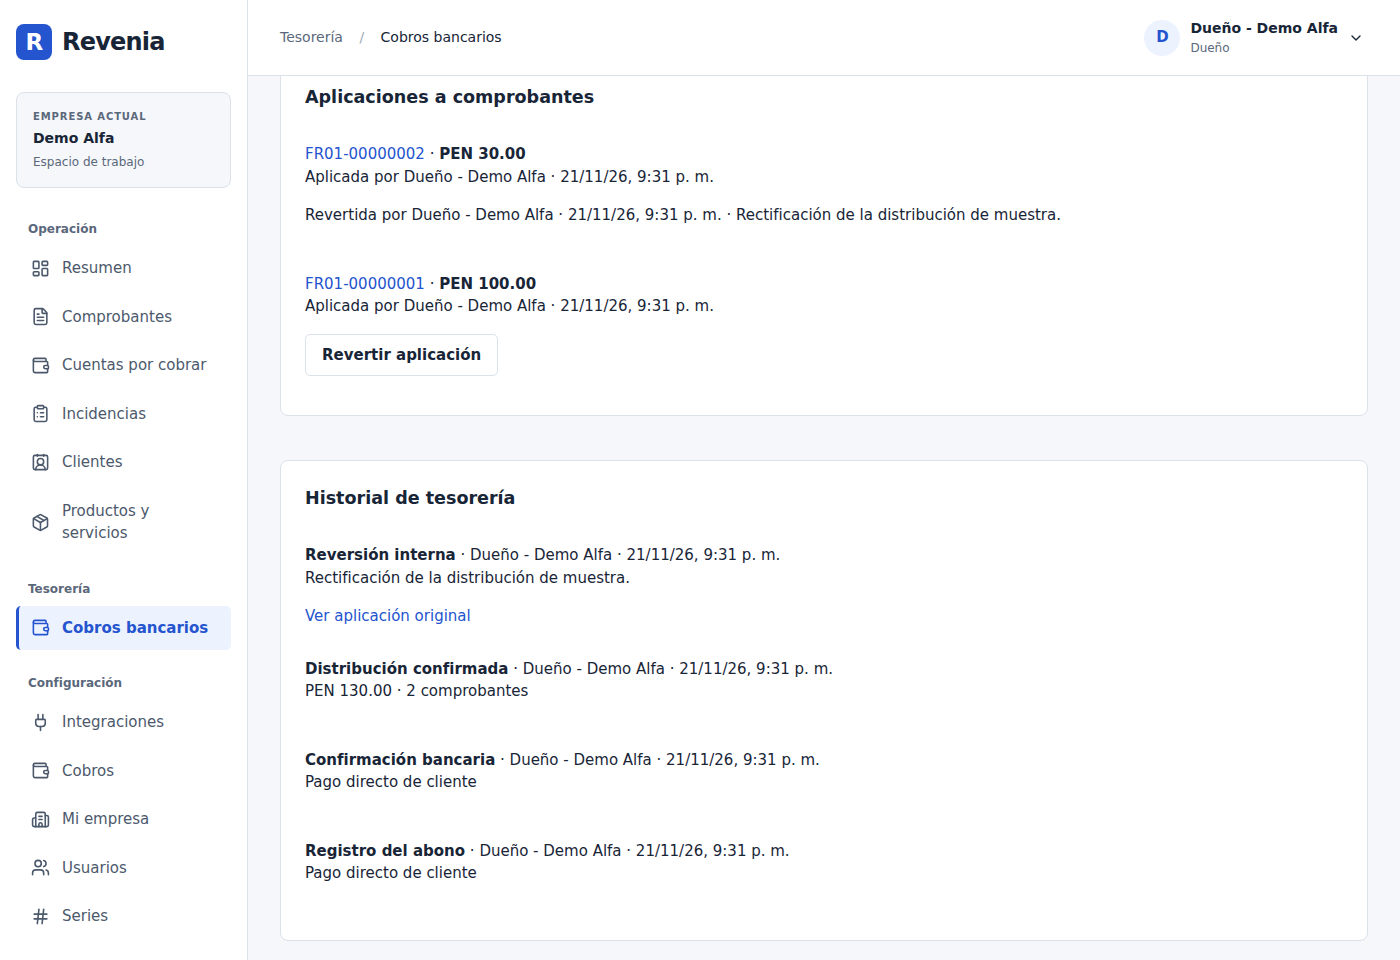 R Revenia
EMPRESA ACTUAL
Demo Alfa
Espacio de trabajo
Operación
Resumen
Comprobantes
Cuentas por cobrar
Incidencias
Clientes
Productos y
servicios
Tesorería
Cobros bancarios
Configuración
Integraciones
Cobros
Mi empresa
Usuarios
Series
Tesorería / Cobros bancarios
D
Dueño - Demo Alfa
Dueño
Aplicaciones a comprobantes
FR01-00000002 · PEN 30.00
Aplicada por Dueño - Demo Alfa · 21/11/26, 9:31 p. m.
Revertida por Dueño - Demo Alfa · 21/11/26, 9:31 p. m. · Rectificación de la distribución de muestra.
FR01-00000001 · PEN 100.00
Aplicada por Dueño - Demo Alfa · 21/11/26, 9:31 p. m.
Revertir aplicación
Historial de tesorería
Reversión interna · Dueño - Demo Alfa · 21/11/26, 9:31 p. m.
Rectificación de la distribución de muestra.
Ver aplicación original
Distribución confirmada · Dueño - Demo Alfa · 21/11/26, 9:31 p. m.
PEN 130.00 · 2 comprobantes
Confirmación bancaria · Dueño - Demo Alfa · 21/11/26, 9:31 p. m.
Pago directo de cliente
Registro del abono · Dueño - Demo Alfa · 21/11/26, 9:31 p. m.
Pago directo de cliente